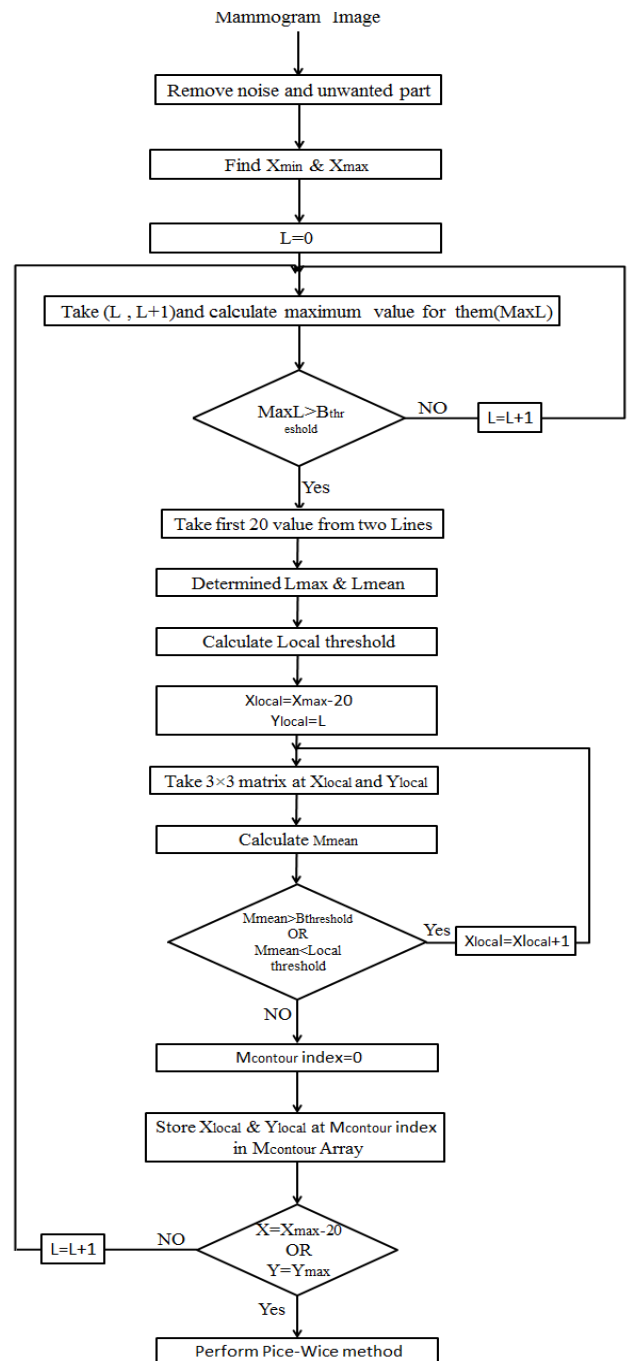 Mammogram Image
Remove noise and unwanted part
Find Xmin & Xmax
L=0
Take (L , L+1)and calculate maximum value for them(MaxL)
MaxL>Bthr
eshold
NO
L=L+1
Yes
Take first 20 value from two Lines
Determined Lmax & Lmean
Calculate Local threshold
Xlocal=Xmax-20
Ylocal=L
Take 3×3 matrix at Xlocal and Ylocal
Calculate Mmean
Mmean>Bthreshold
OR
Mmean<Local
threshold
Yes
Xlocal=Xlocal+1
NO
Mcontour index=0
Store Xlocal & Ylocal at Mcontour index
in Mcontour Array
X=Xmax-20
OR
Y=Ymax
NO
L=L+1
Yes
Perform Pice-Wice method